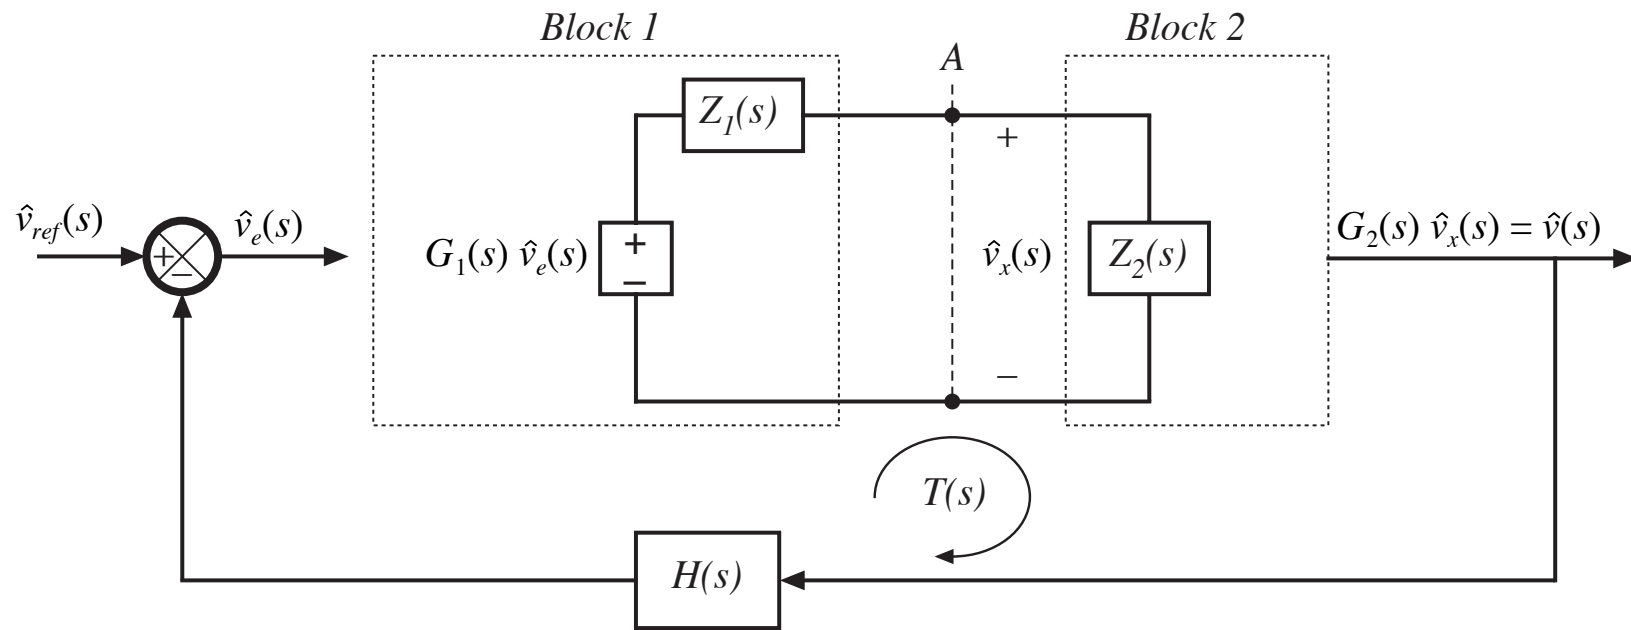 Block 1
Block 2
A
Z₁(s)
+
v̂ref(s)
v̂e(s)
+
−
G₁(s) v̂e(s)
+
−
v̂x(s)
Z₂(s)
G₂(s) v̂x(s) = v̂(s)
−
T(s)
H(s)